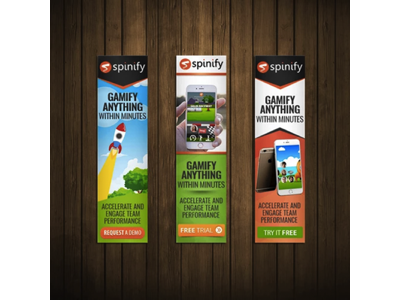 spinify
GAMIFY
ANYTHING
WITHIN MINUTES
ACCELERATE AND
ENGAGE TEAM
PERFORMANCE
REQUEST A DEMO
spinify
GAMIFY
ANYTHING
WITHIN MINUTES
ACCELERATE AND
ENGAGE TEAM
PERFORMANCE
FREE TRIAL
spinify
GAMIFY
ANYTHING
WITHIN MINUTES
ACCELERATE AND
ENGAGE TEAM
PERFORMANCE
TRY IT FREE